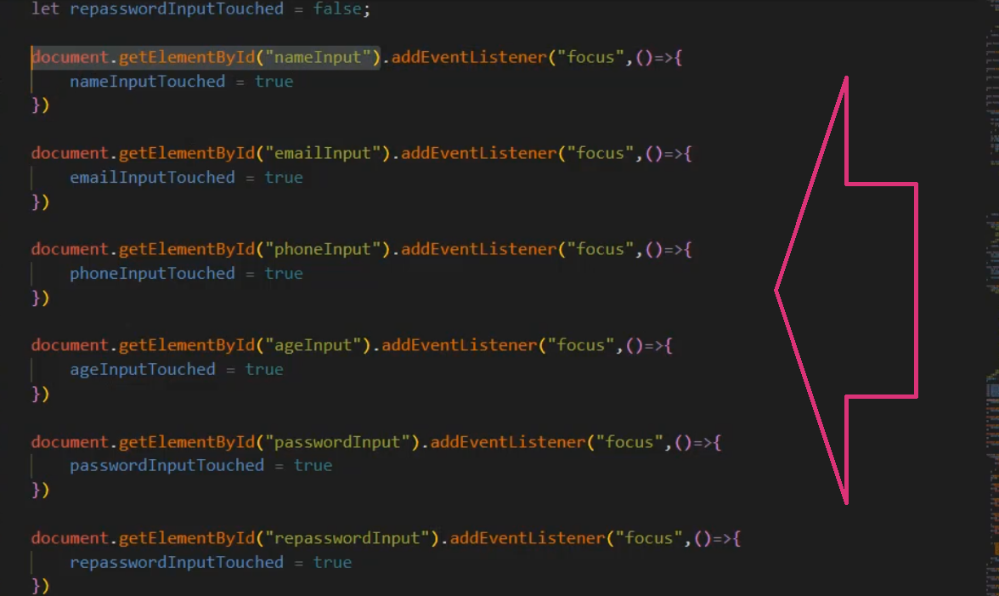 let repasswordInputTouched = false;
document.getElementById("nameInput").addEventListener("focus",()=>{
nameInputTouched = true
})
document.getElementById("emailInput").addEventListener("focus",()=>{
emailInputTouched = true
})
document.getElementById("phoneInput").addEventListener("focus",()=>{
phoneInputTouched = true
})
document.getElementById("ageInput").addEventListener("focus",()=>{
ageInputTouched = true
})
document.getElementById("passwordInput").addEventListener("focus",()=>{
passwordInputTouched = true
})
document.getElementById("repasswordInput").addEventListener("focus",()=>{
repasswordInputTouched = true
})